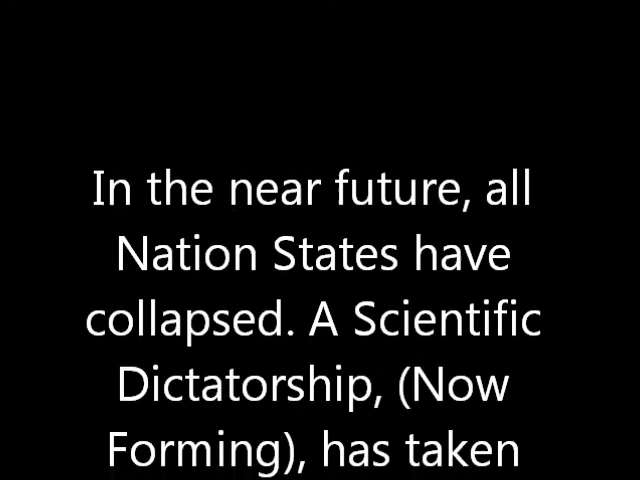 In the near future, all
Nation States have
collapsed. A Scientific
Dictatorship, (Now
Forming), has taken